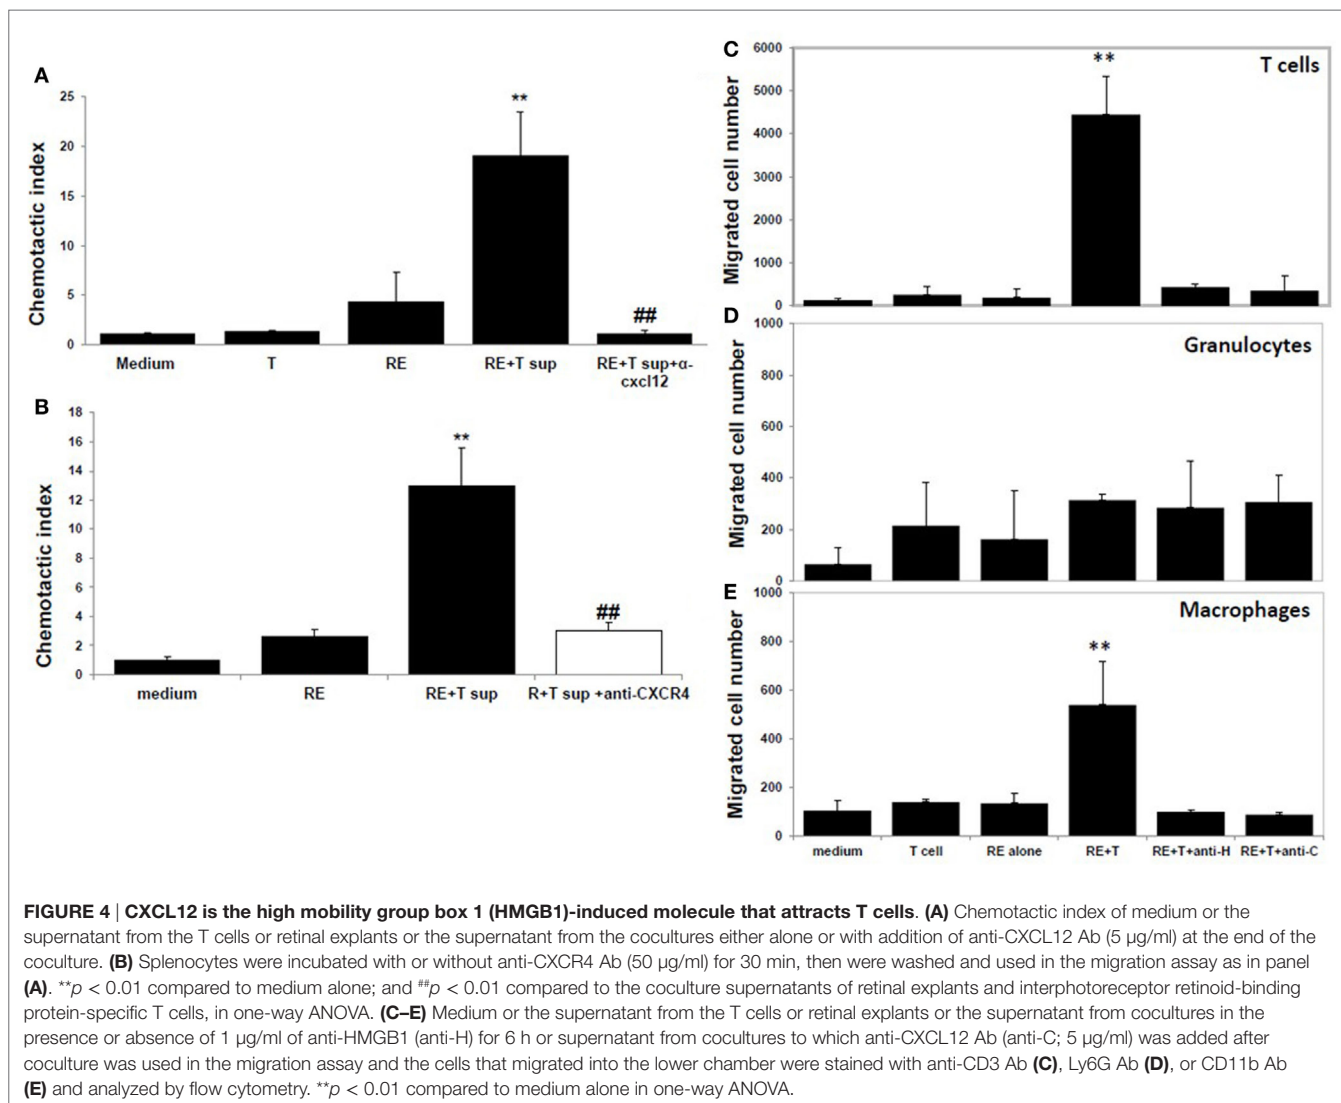 A
25
20
15
10
5
0
Chemotactic index
**
##
Medium
T
RE
RE+T sup
RE+T sup+α-
cxcl12
B
18
16
14
12
10
8
6
4
2
0
Chemotactic index
**
##
medium
RE
RE+T sup
R+T sup +anti-CXCR4
C
6000
5000
4000
3000
2000
1000
0
Migrated cell number
**
T cells
D
1000
800
600
400
200
0
Migrated cell number
Granulocytes
E
1000
800
600
400
200
0
Migrated cell number
**
Macrophages
medium
T cell
RE alone
RE+T
RE+T+anti-H
RE+T+anti-C
FIGURE 4 | CXCL12 is the high mobility group box 1 (HMGB1)-induced molecule that attracts T cells. (A) Chemotactic index of medium or the
supernatant from the T cells or retinal explants or the supernatant from the cocultures either alone or with addition of anti-CXCL12 Ab (5 µg/ml) at the end of the
coculture. (B) Splenocytes were incubated with or without anti-CXCR4 Ab (50 µg/ml) for 30 min, then were washed and used in the migration assay as in panel
(A). **p < 0.01 compared to medium alone; and ##p < 0.01 compared to the coculture supernatants of retinal explants and interphotoreceptor retinoid-binding
protein-specific T cells, in one-way ANOVA. (C–E) Medium or the supernatant from the T cells or retinal explants or the supernatant from cocultures in the
presence or absence of 1 µg/ml of anti-HMGB1 (anti-H) for 6 h or supernatant from cocultures to which anti-CXCL12 Ab (anti-C; 5 µg/ml) was added after
coculture was used in the migration assay and the cells that migrated into the lower chamber were stained with anti-CD3 Ab (C), Ly6G Ab (D), or CD11b Ab
(E) and analyzed by flow cytometry. **p < 0.01 compared to medium alone in one-way ANOVA.